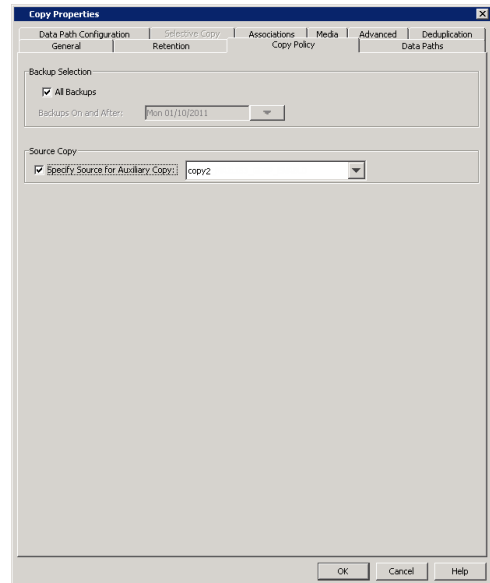 Copy Properties
Data Path Configuration Selective Copy Associations Media Advanced Deduplication
General Retention Copy Policy Data Paths
Backup Selection
All Backups
Backups On and After: Mon 01/10/2011
Source Copy
Specify Source for Auxiliary Copy: copy2
OK Cancel Help